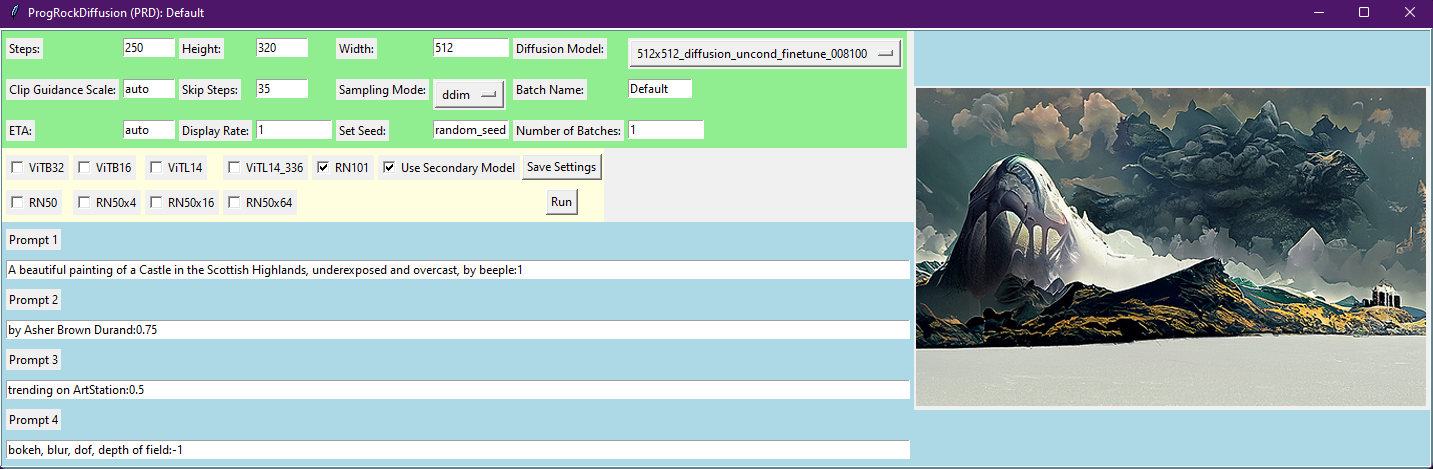 ProgRockDiffusion (PRD): Default
Steps: 250 Height: 320 Width: 512 Diffusion Model: 512x512_diffusion_uncond_finetune_008100
Clip Guidance Scale: auto Skip Steps: 35 Sampling Mode: ddim Batch Name: Default
ETA: auto Display Rate: 1 Set Seed: random_seed Number of Batches: 1
ViTB32 ViTB16 ViTL14 ViTL14_336 RN101 Use Secondary Model Save Settings
RN50 RN50x4 RN50x16 RN50x64 Run
Prompt 1
A beautiful painting of a Castle in the Scottish Highlands, underexposed and overcast, by beeple:1
Prompt 2
by Asher Brown Durand:0.75
Prompt 3
trending on ArtStation:0.5
Prompt 4
bokeh, blur, dof, depth of field:-1